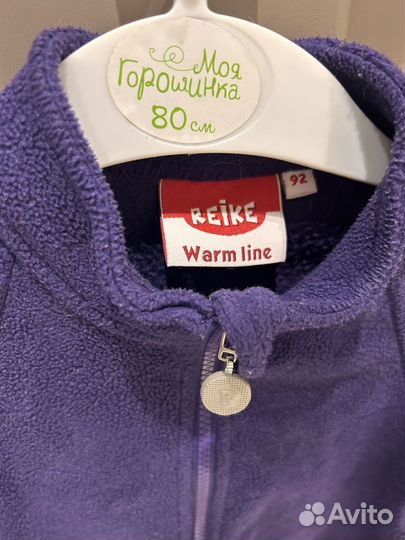 Моя
горошинка
80 см
92
REiKE
Warm line
R
Avito